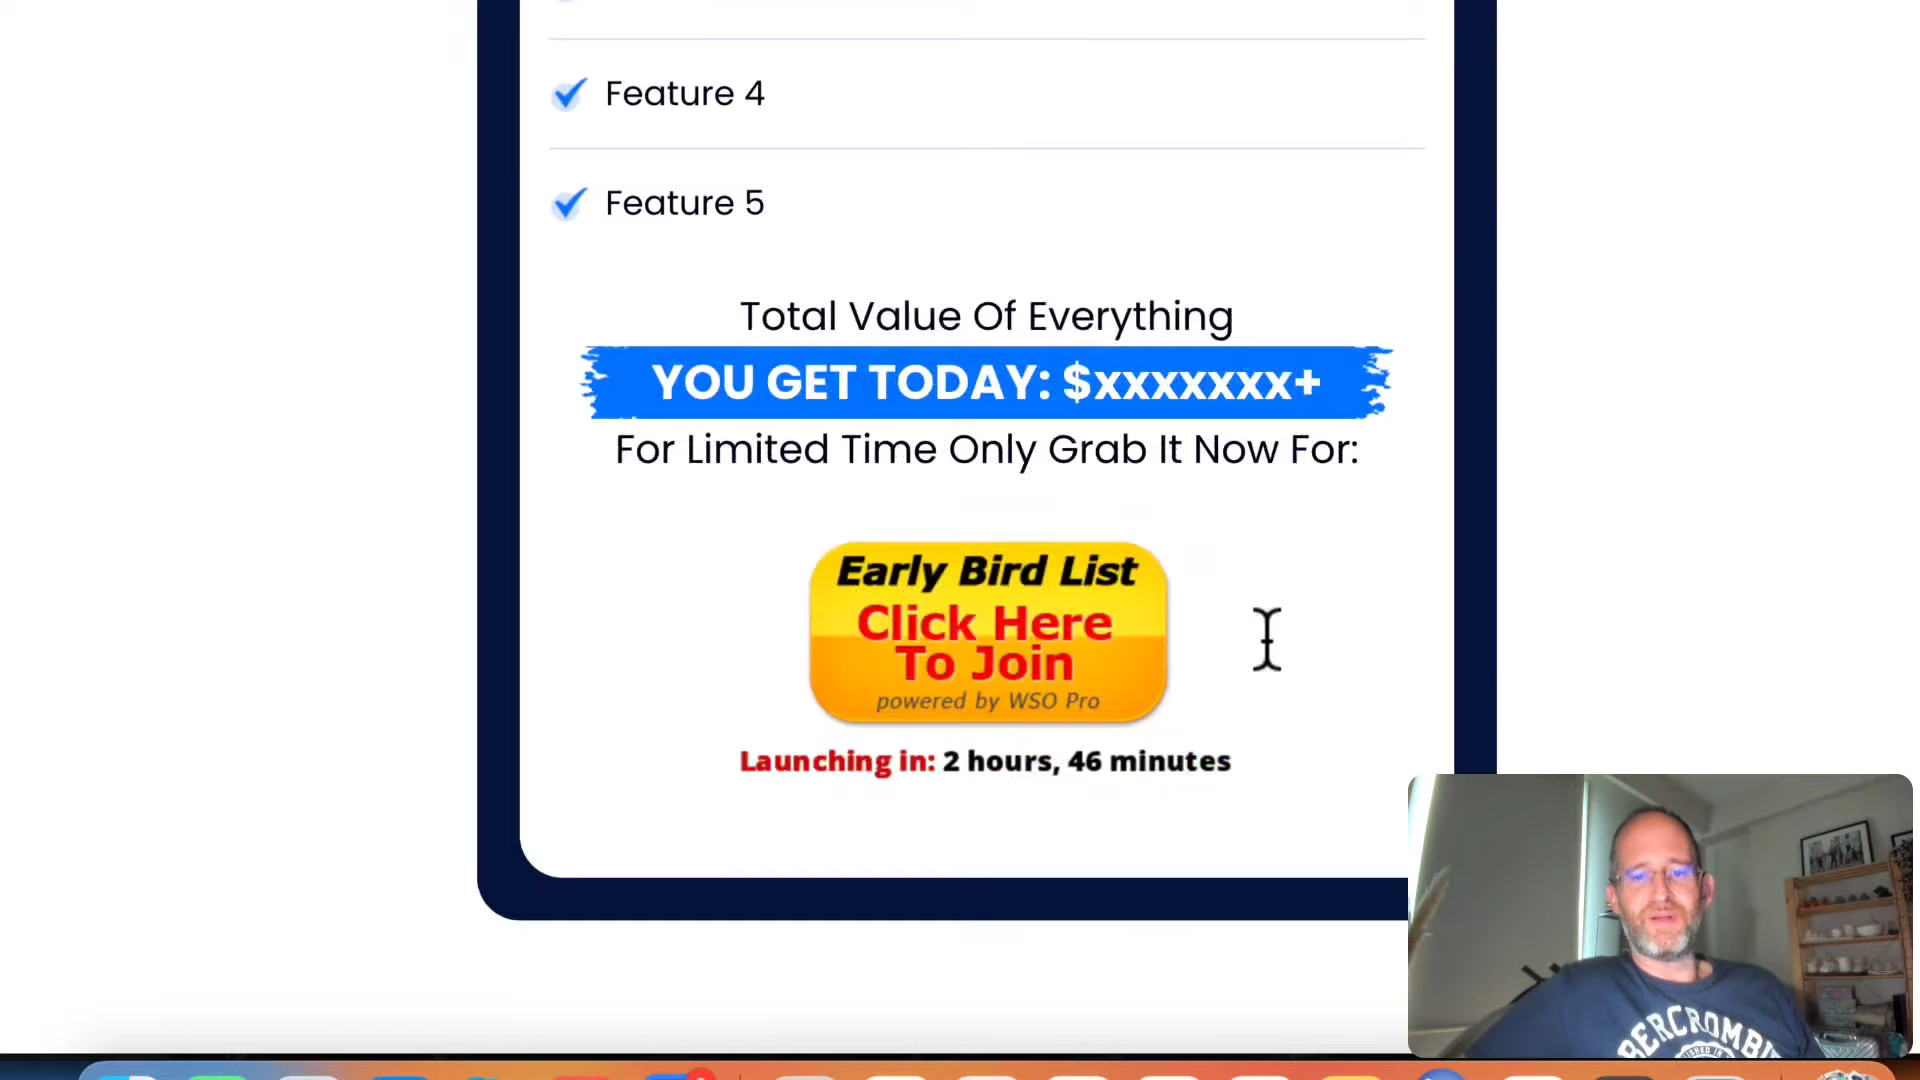 Feature 4
Feature 5
Total Value Of Everything
YOU GET TODAY: $xxxxxxx+
For Limited Time Only Grab It Now For:
Early Bird List
Click Here
To Join
powered by WSO Pro
Launching in: 2 hours, 46 minutes